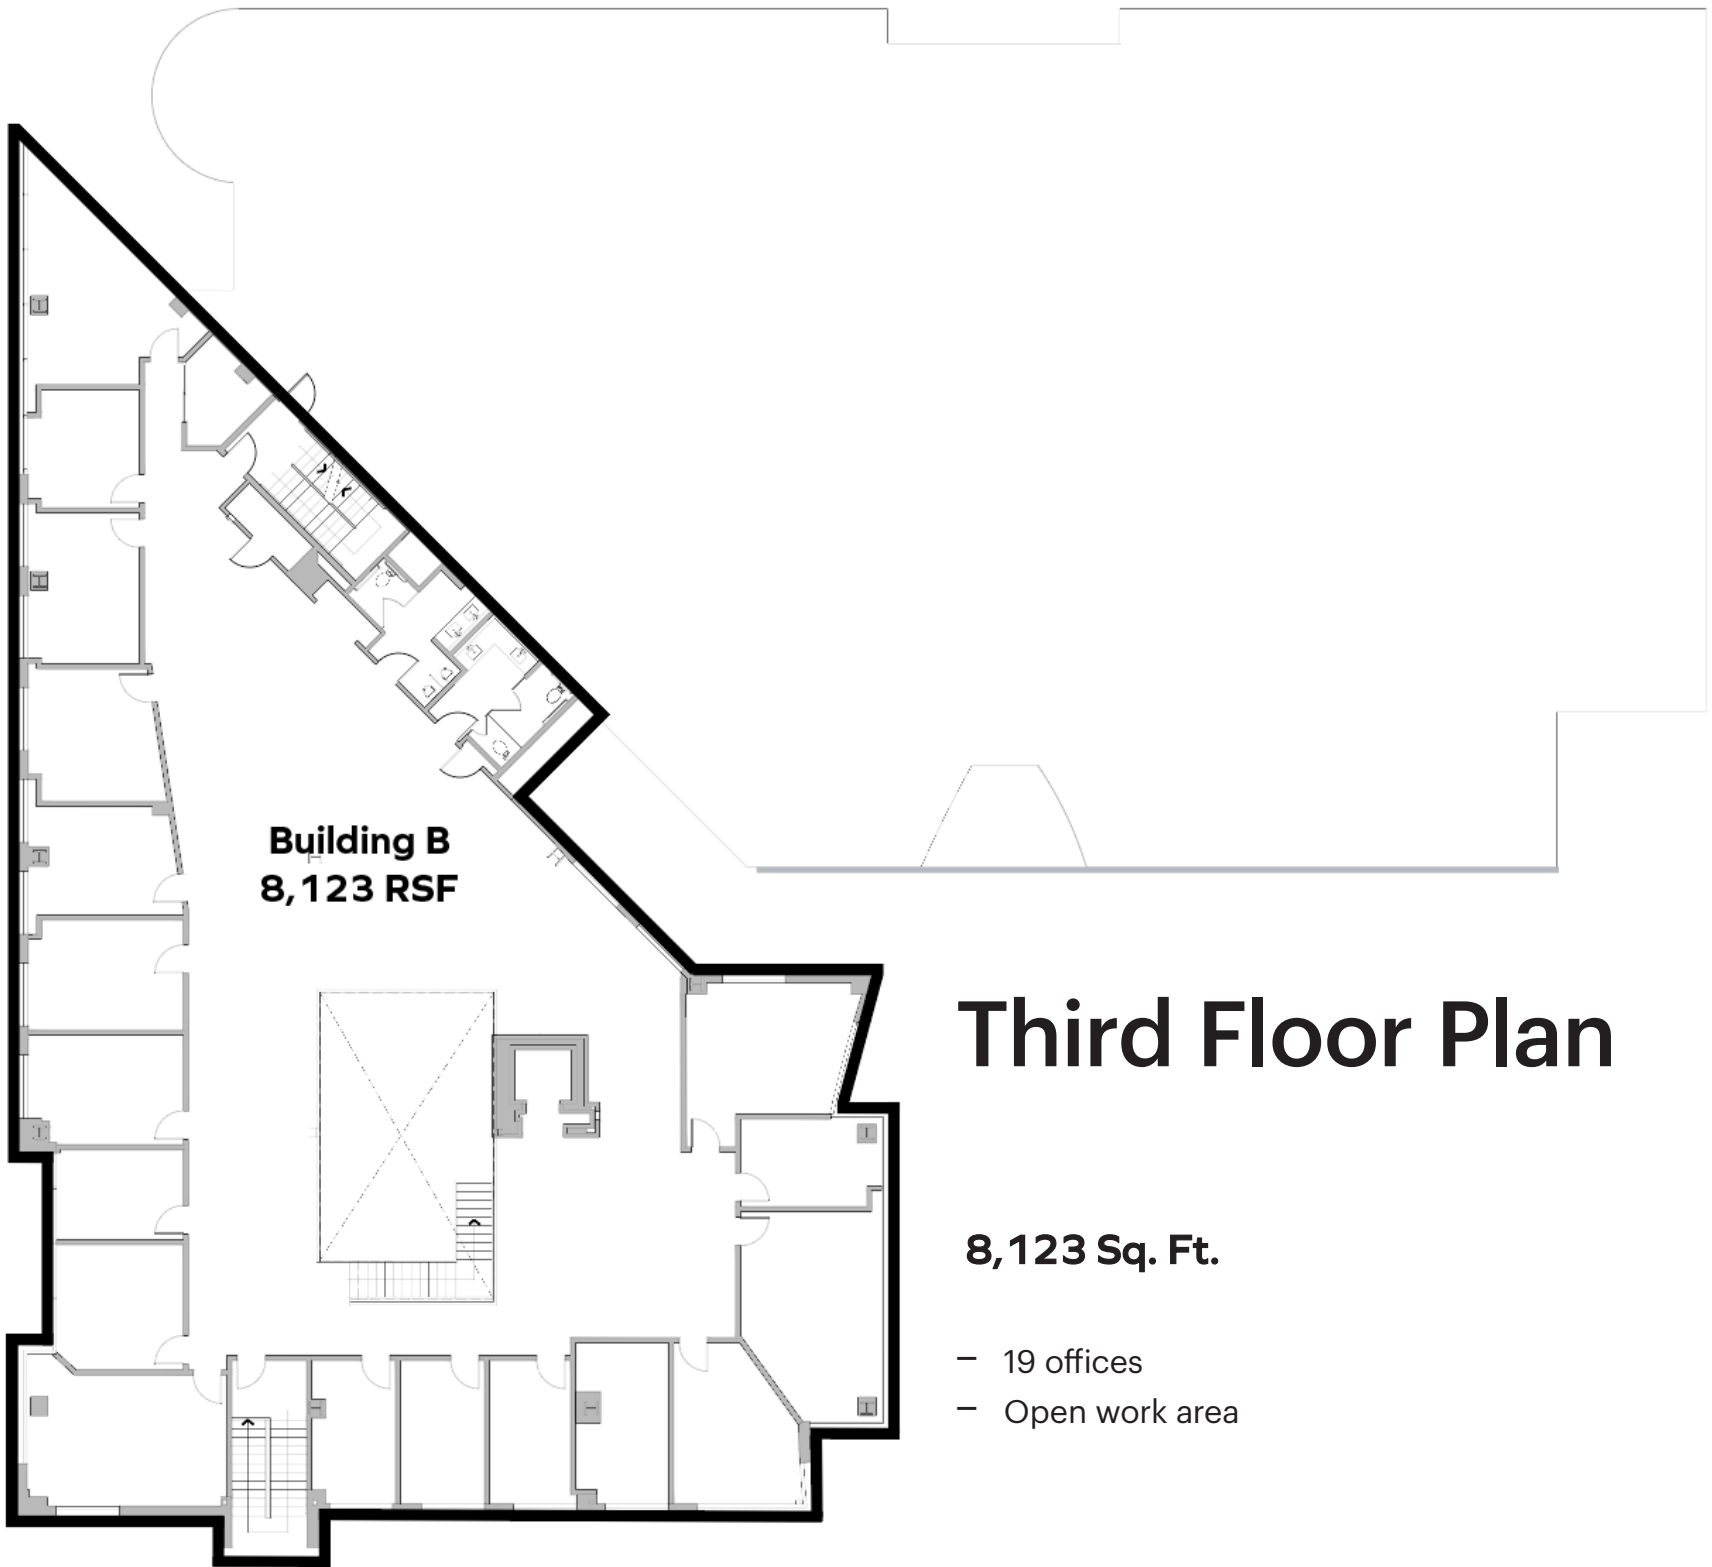 Building B
8,123 RSF
Third Floor Plan
8,123 Sq. Ft.
– 19 offices
– Open work area